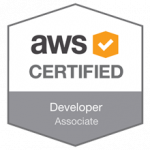 aws
CERTIFIED
Developer
Associate